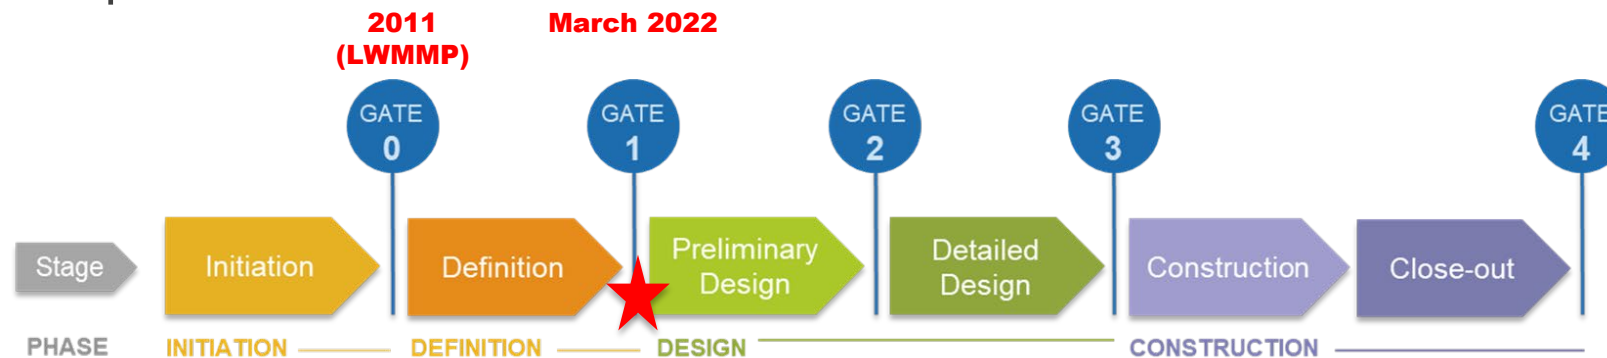 2011
(LWMMP)
March 2022
GATE
0
GATE
1
GATE
2
GATE
3
GATE
4
Stage
Initiation
Definition
Preliminary
Design
Detailed
Design
Construction
Close-out
PHASE
INITIATION
DEFINITION
DESIGN
CONSTRUCTION